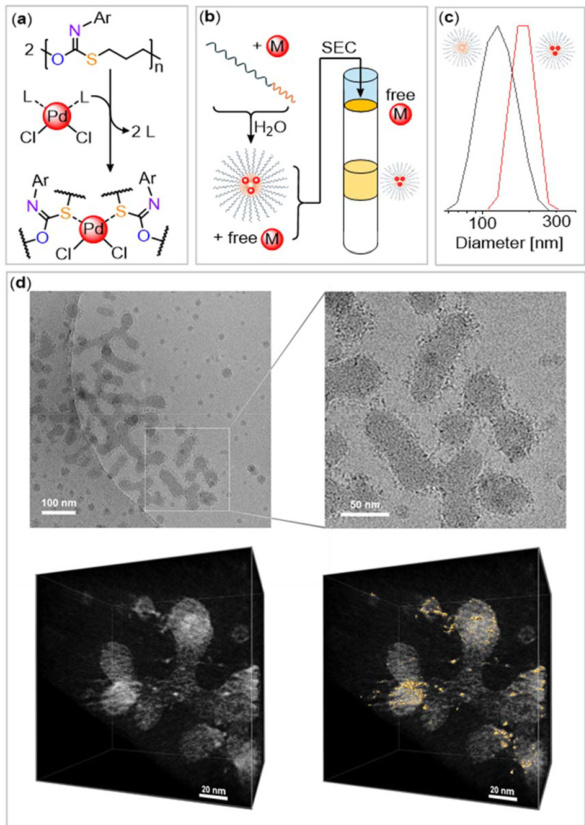 (a)
N
Ar
2
O
S
n
L
L
Pd
Cl
Cl
2 L
Ar
N
S
O
Pd
Cl
Cl
S
N
Ar
O
(b)
+ M
SEC
H2O
+ free M
free
M
(c)
100
300
Diameter [nm]
(d)
100 nm
50 nm
20 nm
20 nm